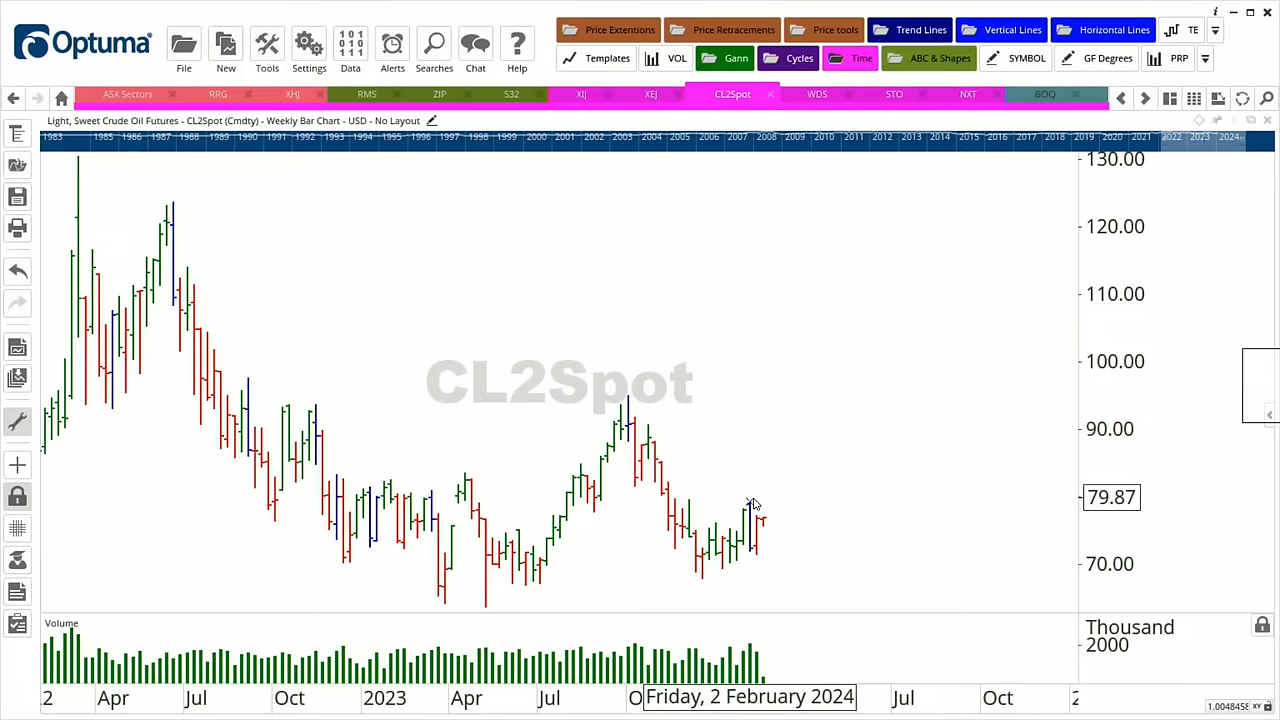 i
Optuma
File
New
Tools
Settings
101
010
101
Data
Alerts
Searches
Chat
?
Help
Price Extentions
Price Retracements
Price tools
Trend Lines
Vertical Lines
Horizontal Lines
TE
Templates
VOL
Gann
Cycles
Time
ABC & Shapes
SYMBOL
GF Degrees
PRP
ASX Sectors
RRG
XHJ
RMS
ZIP
S32
XIJ
XEJ
CL2Spot
WDS
STO
NXT
BOQ
Light, Sweet Crude Oil Futures - CL2Spot (Cmdty) - Weekly Bar Chart - USD - No Layout
1983 1985 1986 1987 1988 1989 1990 1991 1992 1993 1994 1995 1996 1997 1998 1999 2000 2001 2002 2003 2004 2005 2006 2007 2008 2009 2010 2011 2012 2013 2014 2015 2016 2017 2018 2019 2020 2021 2022 2023 2024
130.00
120.00
110.00
100.00
90.00
79.87
70.00
CL2Spot
Volume
Thousand
2000
2 Apr Jul Oct 2023 Apr Jul O Friday, 2 February 2024 Jul Oct 2
1.0048458 XY